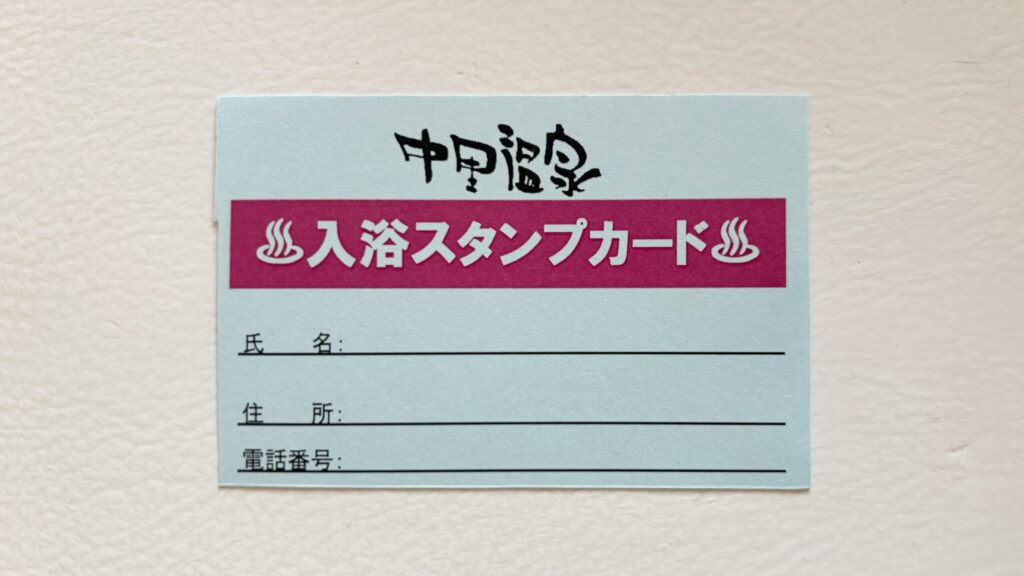 中里温泉
♨入浴スタンプカード♨
氏　　名：
住　　所：
電話番号：